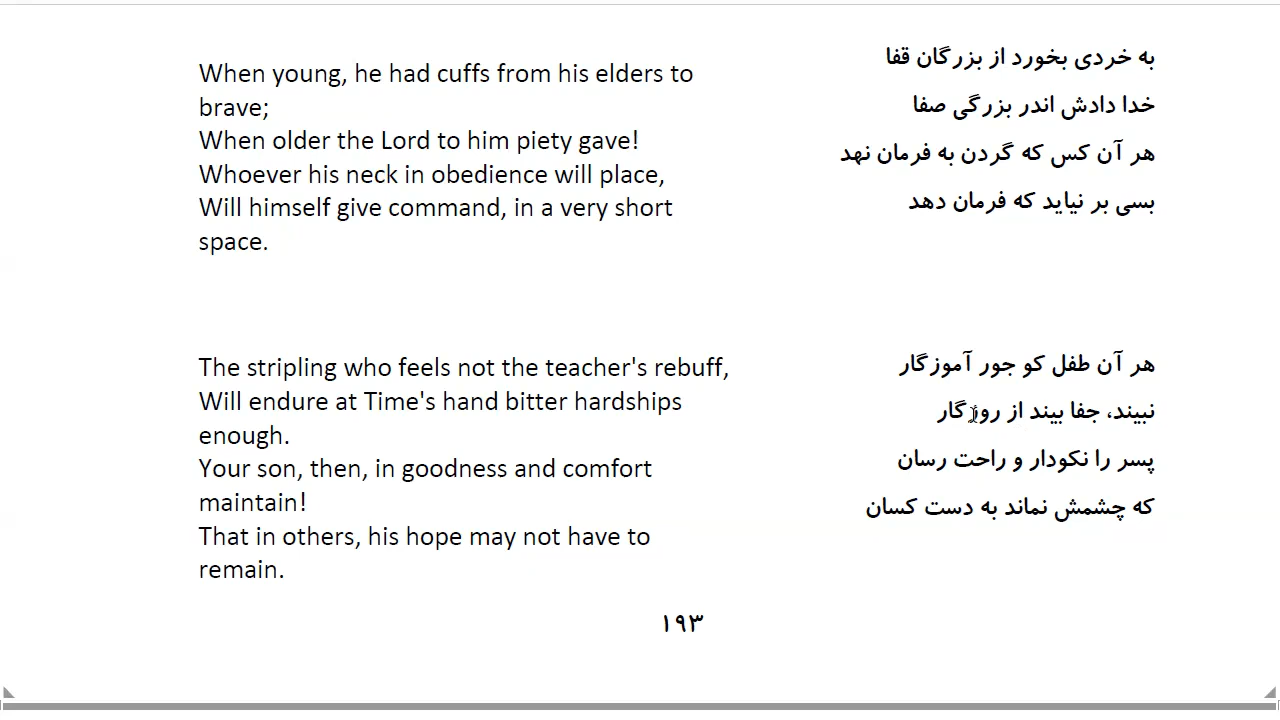 When young, he had cuffs from his elders to
brave;
When older the Lord to him piety gave!
Whoever his neck in obedience will place,
Will himself give command, in a very short
space.
به خردی بخورد از بزرگان قفا
خدا دادش اندر بزرگی صفا
هر آن کس که گردن به فرمان نهد
بسی بر نیاید که فرمان دهد
The stripling who feels not the teacher's rebuff,
Will endure at Time's hand bitter hardships
enough.
Your son, then, in goodness and comfort
maintain!
That in others, his hope may not have to
remain.
هر آن طفل کو جور آموزگار
نبیند، جفا بیند از روزگار
پسر را نکودار و راحت رسان
که چشمش نماند به دست کسان
۱۹۳